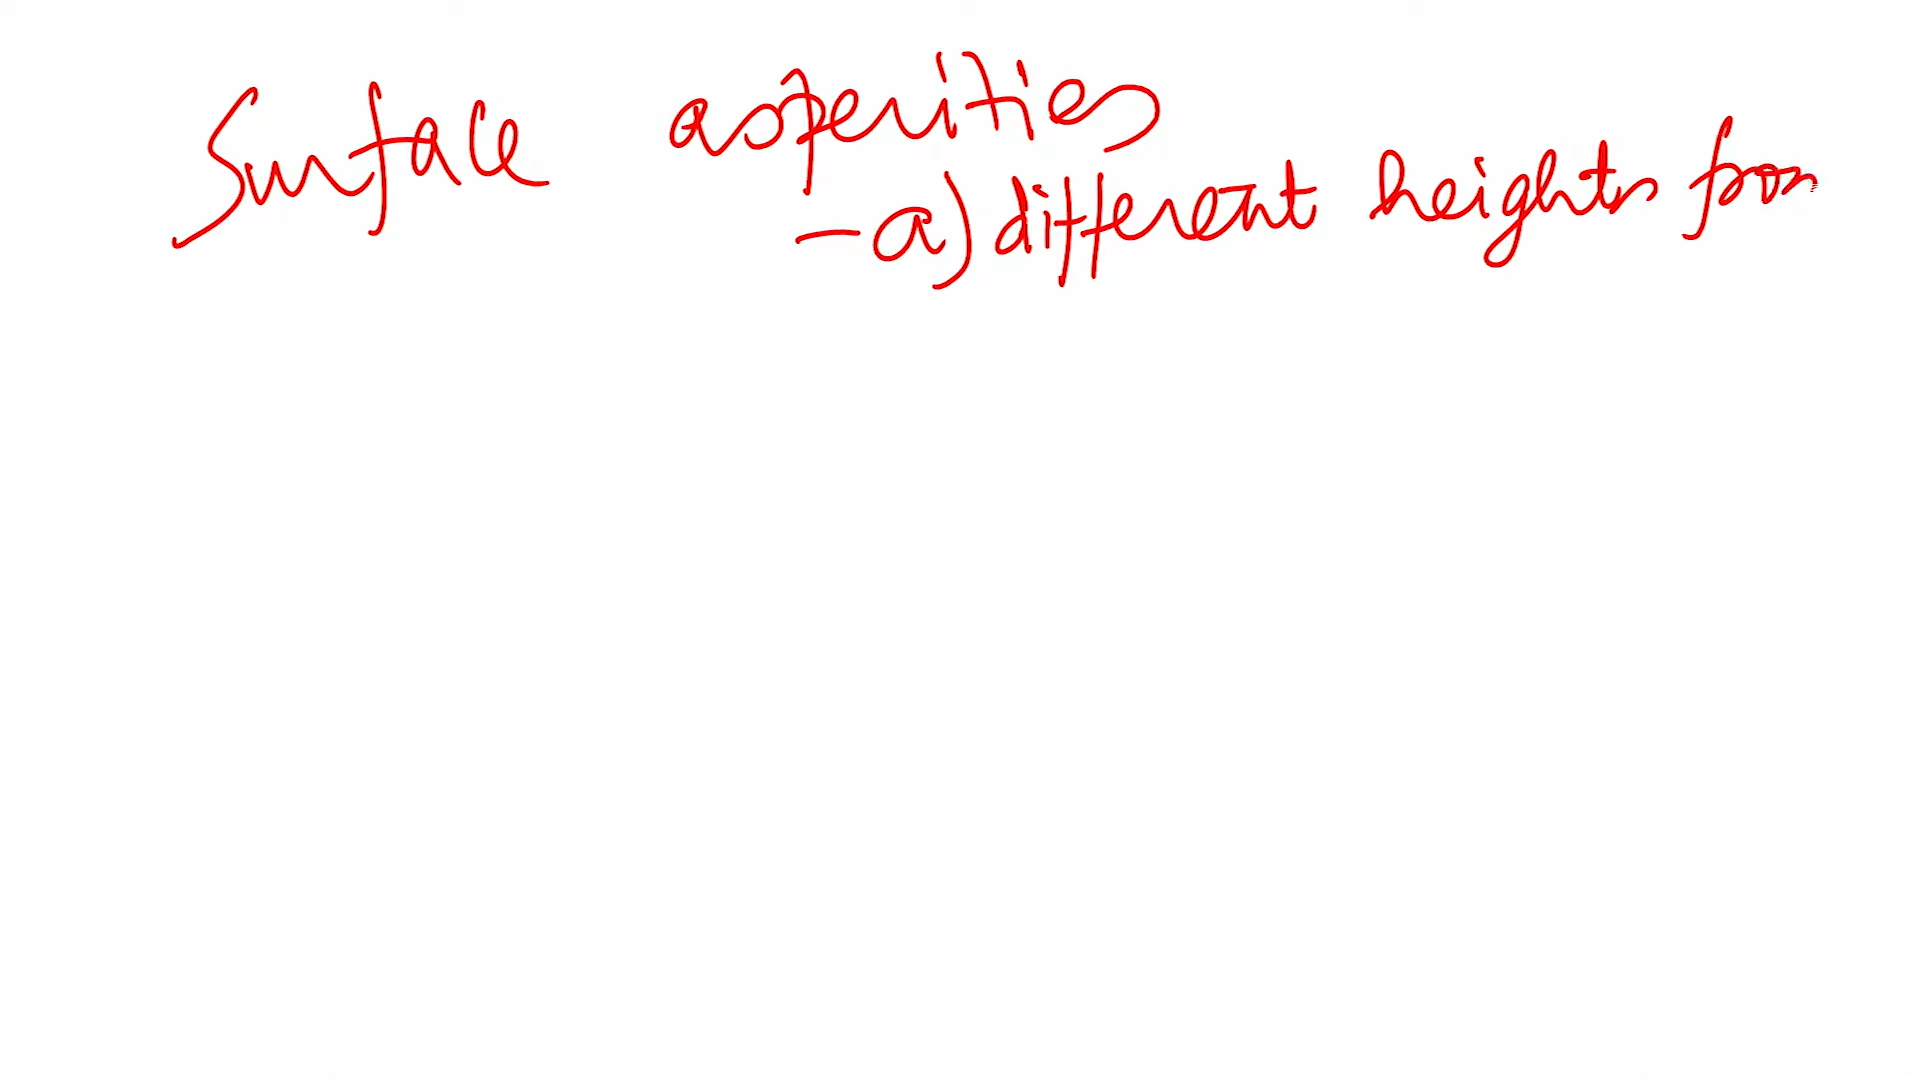 Surface asperities
- a) different heights from